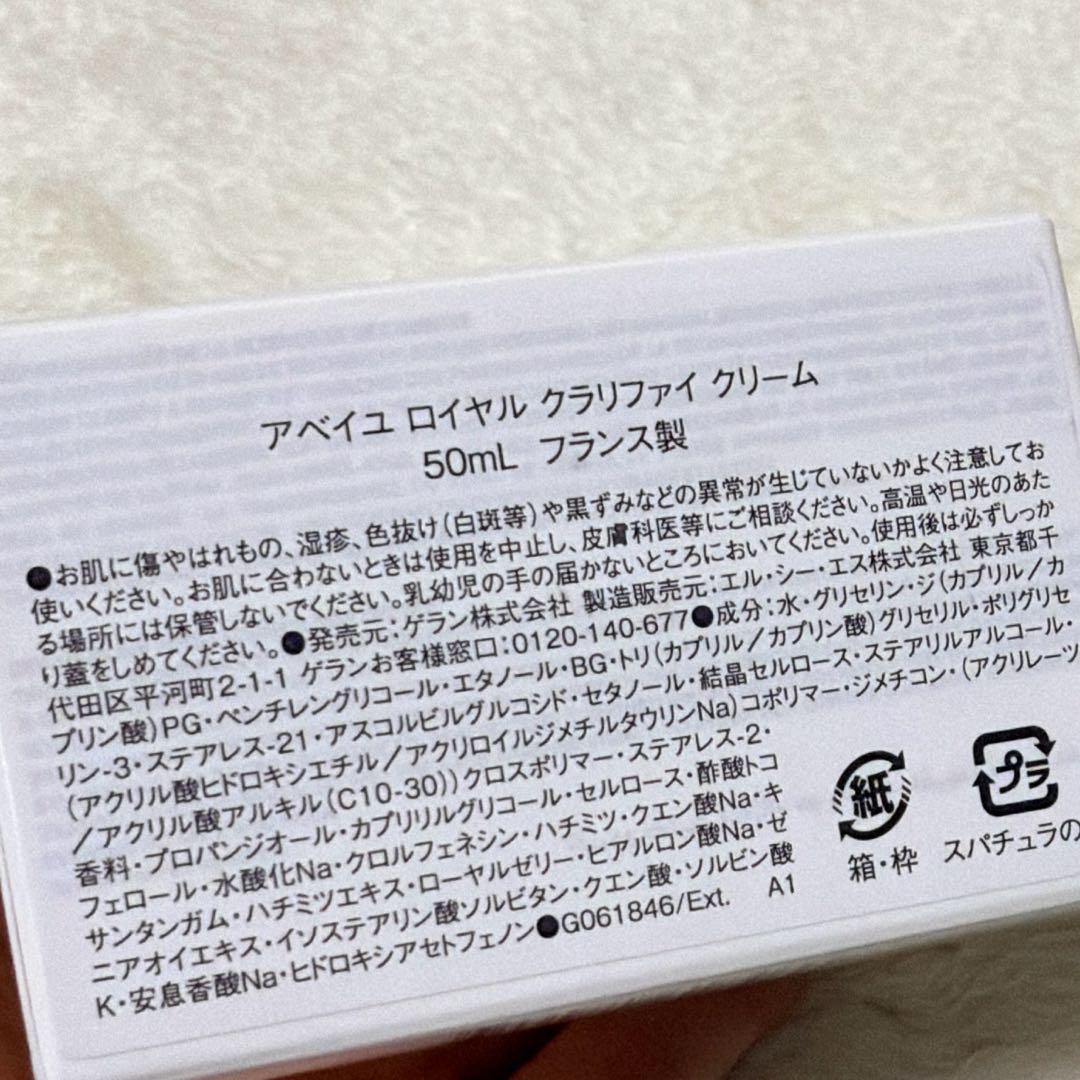 アベイユ ロイヤル クラリファイ クリーム
50mL フランス製
●お肌に傷やはれもの、湿疹、色抜け(白斑等)や黒ずみなどの異常が生じていないかよく注意してお
使いください。お肌に合わないときは使用を中止し、皮膚科医等にご相談ください。高温や日光のあた
る場所には保管しないでください。乳幼児の手の届かないところにおいてください。使用後は必ずしっか
り蓋をしめてください。●発売元:ゲラン株式会社 製造販売元:エル・シー・エス株式会社 東京都千
代田区平河町2-1-1 ゲランお客様窓口:0120-140-677●成分:水・グリセリン・ジ(カプリル/カ
プリン酸)PG・ペンチレングリコール・エタノール・BG・トリ(カプリル/カプリン酸)グリセリル・ポリグリセ
リン-3・ステアレス-21・アスコルビルグルコシド・セタノール・結晶セルロース・ステアリルアルコール・
(アクリル酸ヒドロキシエチル/アクリロイルジメチルタウリンNa)コポリマー・ジメチコン・(アクリレーツ
/アクリル酸アルキル(C10-30))クロスポリマー・ステアレス-2・
香料・プロパンジオール・カプリリルグリコール・セルロース・酢酸トコ
フェロール・水酸化Na・クロルフェネシン・ハチミツ・クエン酸Na・キ
サンタンガム・ハチミツエキス・ローヤルゼリー・ヒアルロン酸Na・ゼ
ニアオイエキス・イソステアリン酸ソルビタン・クエン酸・ソルビン酸
K・安息香酸Na・ヒドロキシアセトフェノン●G061846/Ext. A1
紙
箱・枠
プラ
スパチュラの